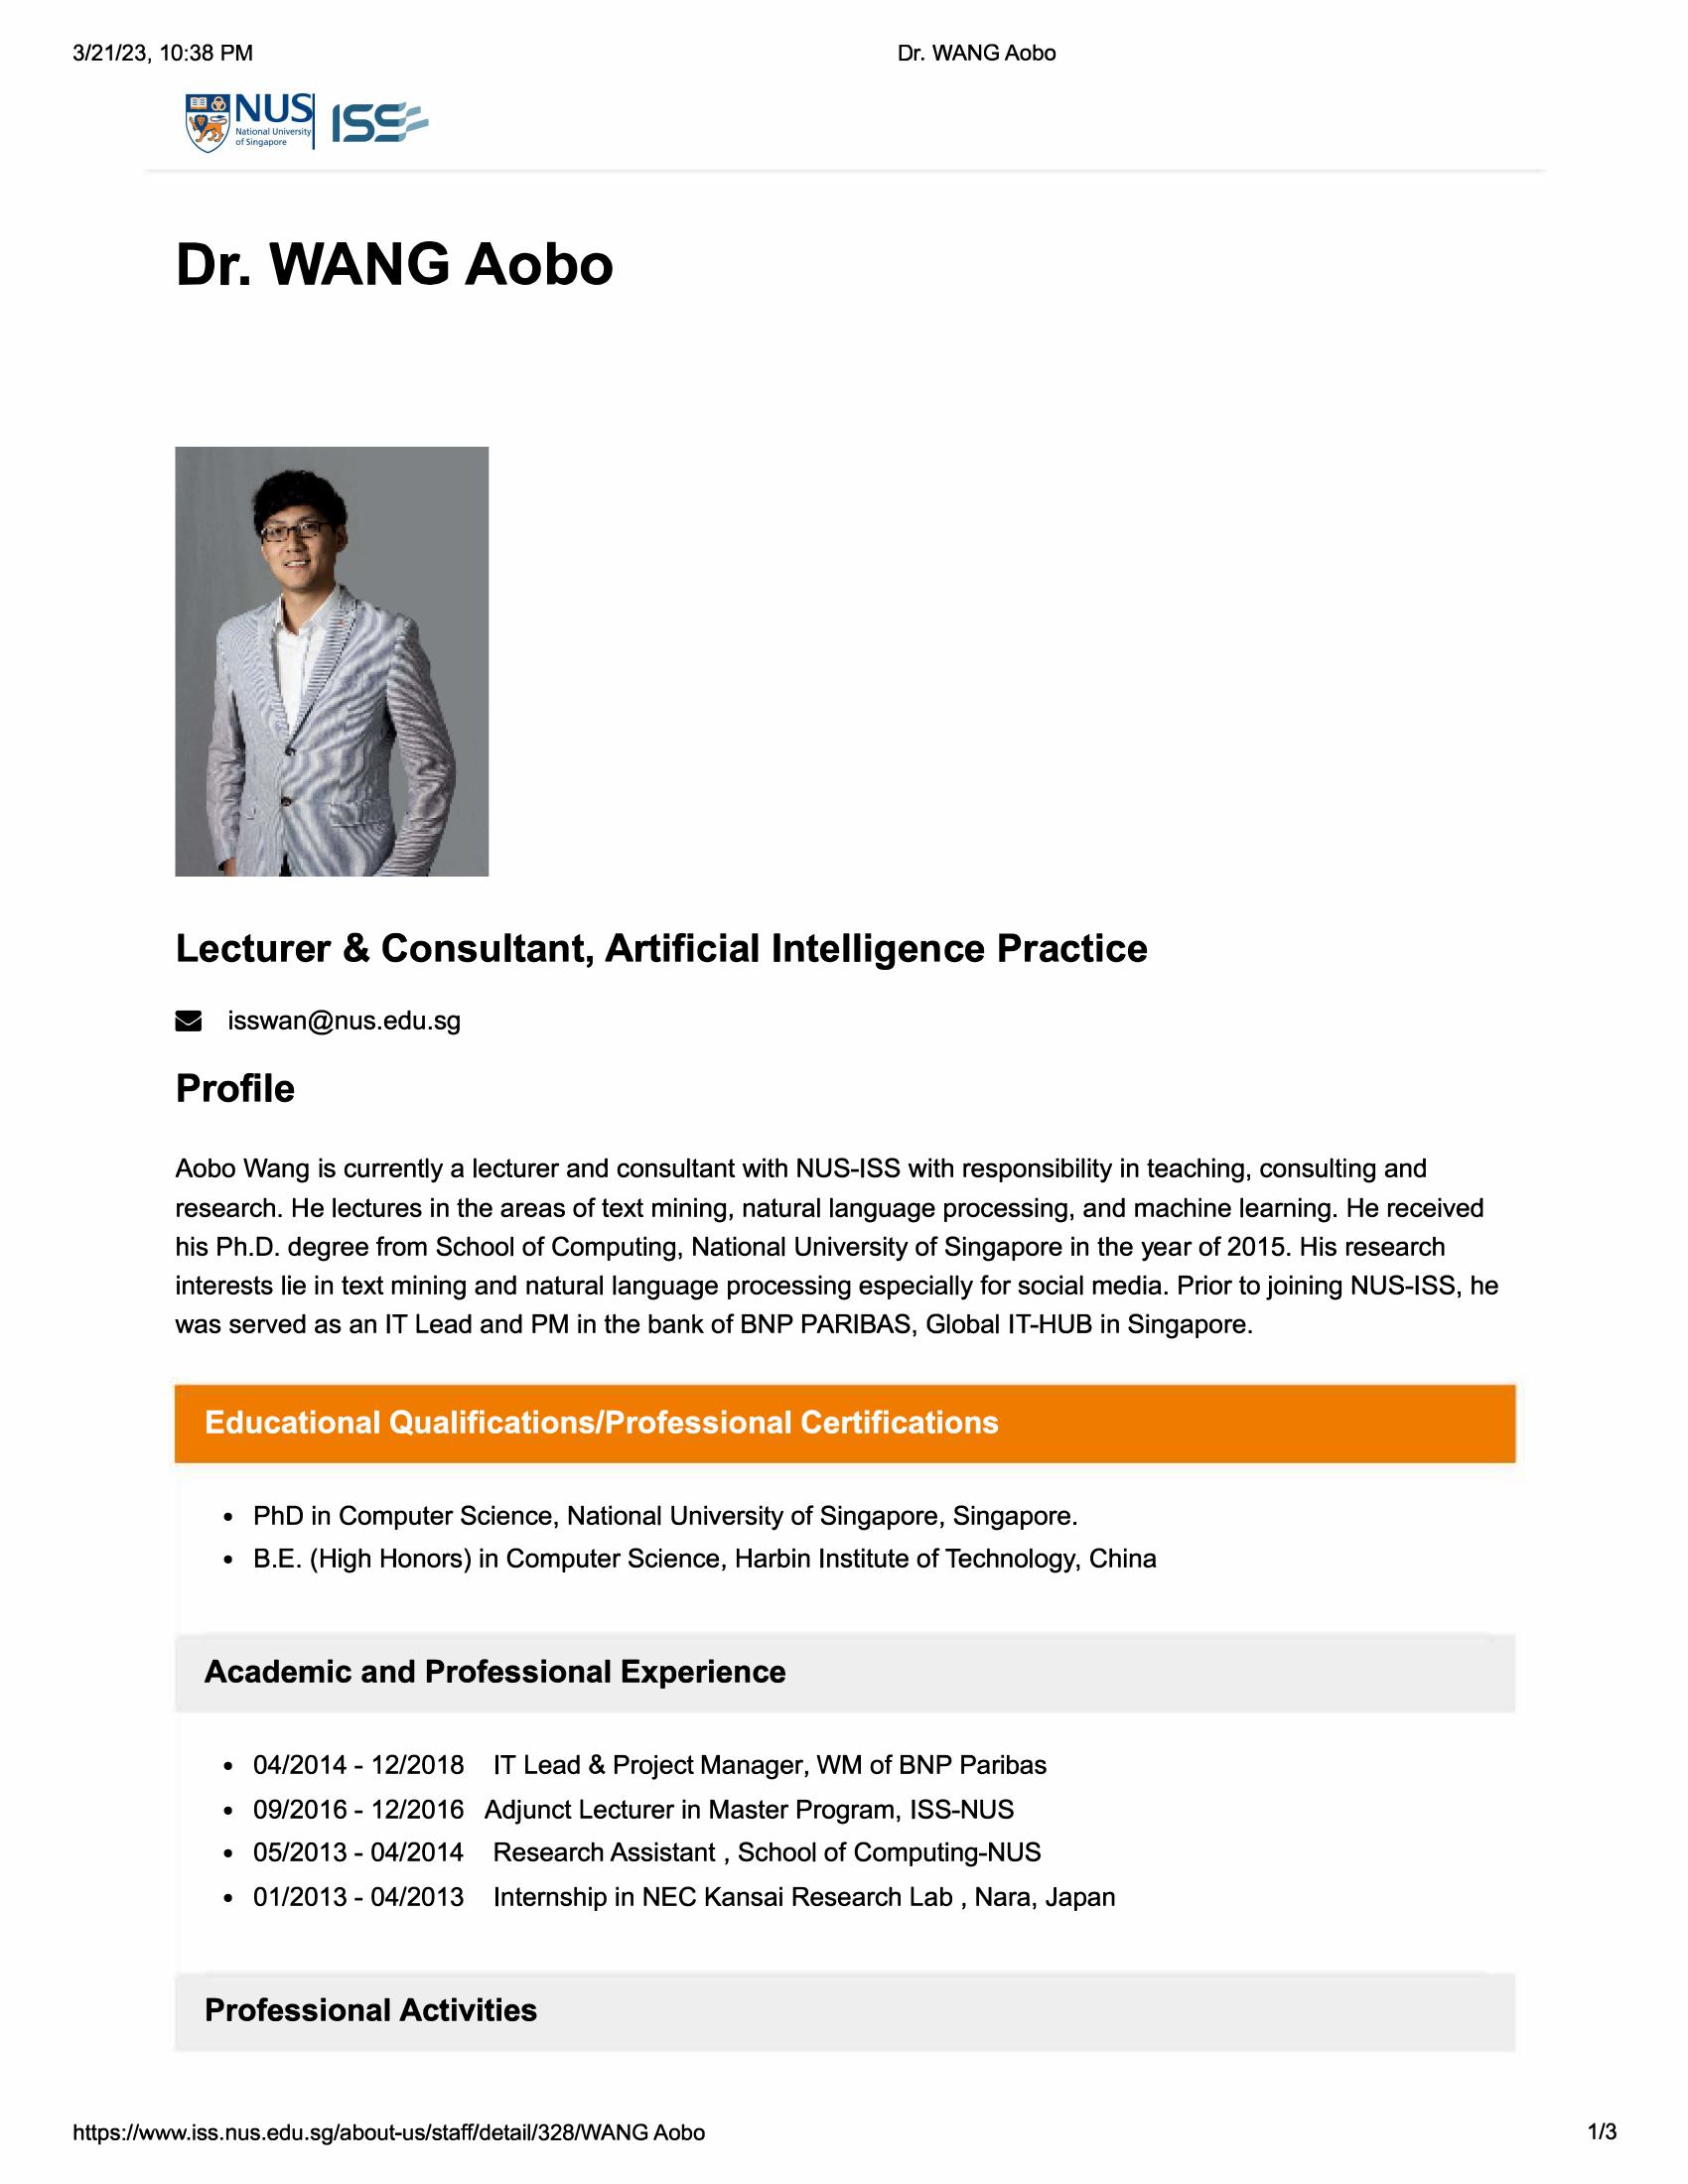 3/21/23, 10:38 PM
Dr. WANG Aobo
NUS
National University
of Singapore
ISS
Dr. WANG Aobo
Lecturer & Consultant, Artificial Intelligence Practice
isswan@nus.edu.sg
Profile
Aobo Wang is currently a lecturer and consultant with NUS-ISS with responsibility in teaching, consulting and
research. He lectures in the areas of text mining, natural language processing, and machine learning. He received
his Ph.D. degree from School of Computing, National University of Singapore in the year of 2015. His research
interests lie in text mining and natural language processing especially for social media. Prior to joining NUS-ISS, he
was served as an IT Lead and PM in the bank of BNP PARIBAS, Global IT-HUB in Singapore.
Educational Qualifications/Professional Certifications
• PhD in Computer Science, National University of Singapore, Singapore.
• B.E. (High Honors) in Computer Science, Harbin Institute of Technology, China
Academic and Professional Experience
• 04/2014 - 12/2018 IT Lead & Project Manager, WM of BNP Paribas
• 09/2016 - 12/2016 Adjunct Lecturer in Master Program, ISS-NUS
• 05/2013 - 04/2014 Research Assistant , School of Computing-NUS
• 01/2013 - 04/2013 Internship in NEC Kansai Research Lab , Nara, Japan
Professional Activities
https://www.iss.nus.edu.sg/about-us/staff/detail/328/WANG Aobo
1/3